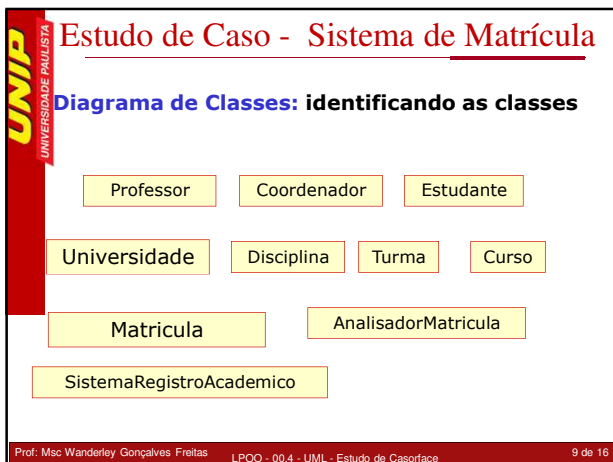 Estudo de Caso -  Sistema de Matrícula
UNIP
UNIVERSIDADE PAULISTA
Diagrama de Classes: identificando as classes
Professor
Coordenador
Estudante
Universidade
Disciplina
Turma
Curso
Matricula
AnalisadorMatricula
SistemaRegistroAcademico
Prof: Msc Wanderley Gonçalves Freitas
LPOO - 00.4 - UML - Estudo de Casorface
9 de 16